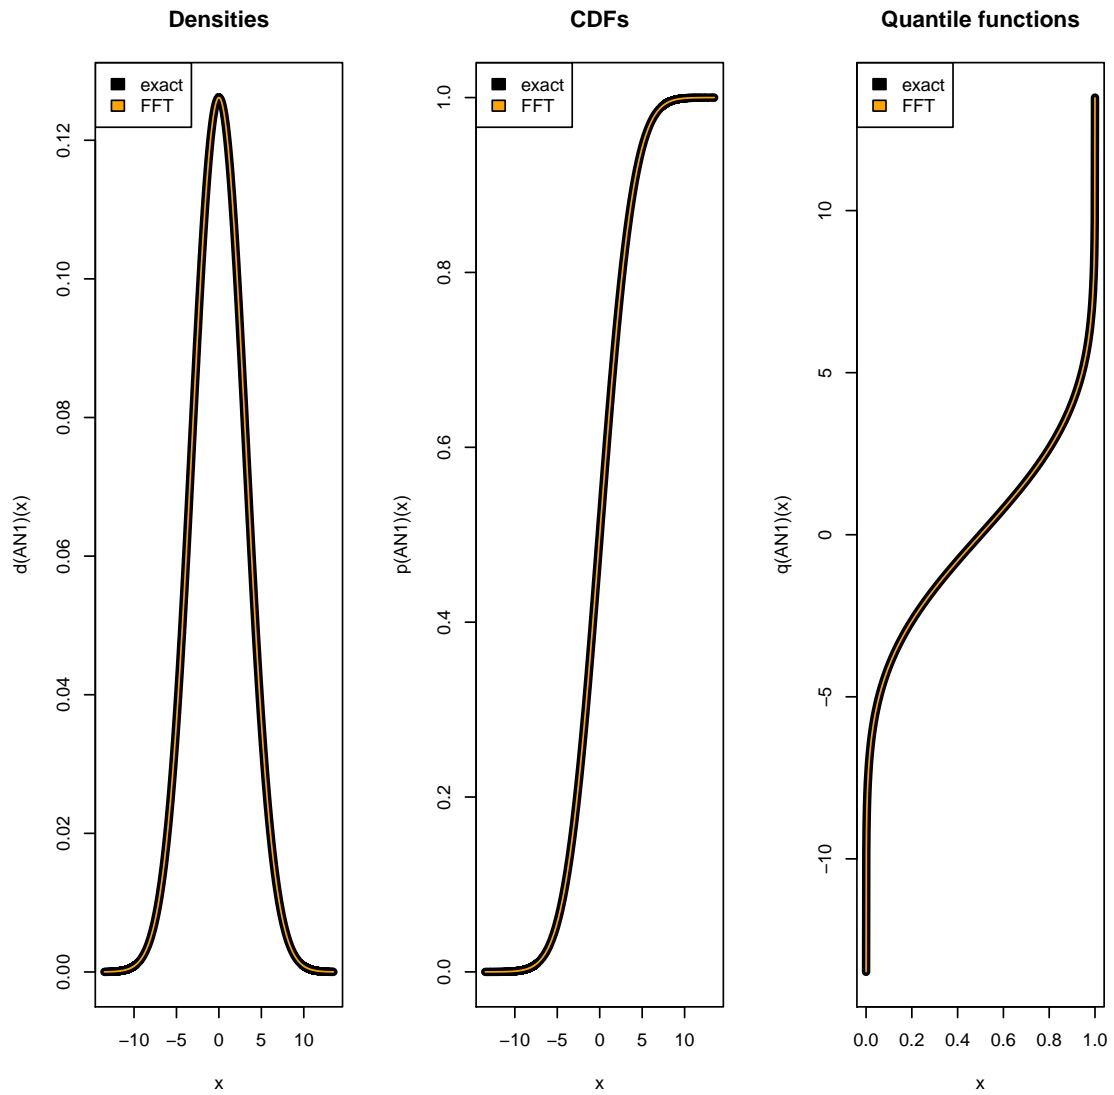 Densities
exact
FFT
d(AN1)(x)
0.00 0.02 0.04 0.06 0.08 0.10 0.12
−10 −5 0 5 10
x
CDFs
exact
FFT
p(AN1)(x)
0.0 0.2 0.4 0.6 0.8 1.0
−10 −5 0 5 10
x
Quantile functions
exact
FFT
q(AN1)(x)
−10 −5 0 5 10
0.0 0.2 0.4 0.6 0.8 1.0
x